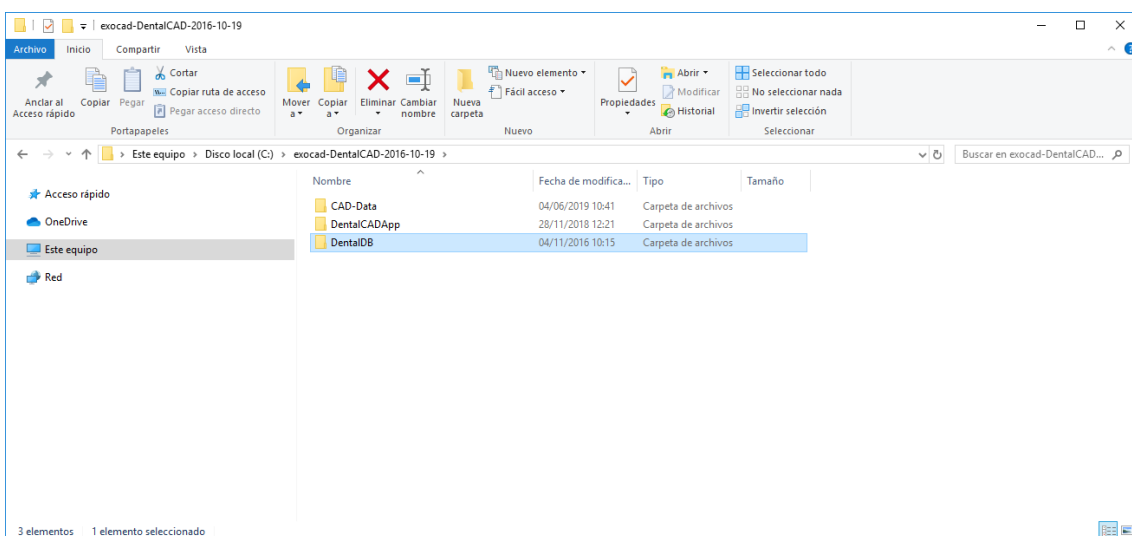 exocad-DentalCAD-2016-10-19
Archivo Inicio Compartir Vista
Anclar al Acceso rápido
Copiar
Pegar
Cortar
Copiar ruta de acceso
Pegar acceso directo
Portapapeles
Mover a
Copiar a
Eliminar
Cambiar nombre
Organizar
Nueva carpeta
Nuevo elemento
Fácil acceso
Nuevo
Propiedades
Abrir
Modificar
Historial
Abrir
Seleccionar todo
No seleccionar nada
Invertir selección
Seleccionar
Este equipo > Disco local (C:) > exocad-DentalCAD-2016-10-19 >
Buscar en exocad-DentalCAD...
Acceso rápido
OneDrive
Este equipo
Red
Nombre Fecha de modifica... Tipo Tamaño
CAD-Data 04/06/2019 10:41 Carpeta de archivos
DentalCADApp 28/11/2018 12:21 Carpeta de archivos
DentalDB 04/11/2016 10:15 Carpeta de archivos
3 elementos 1 elemento seleccionado